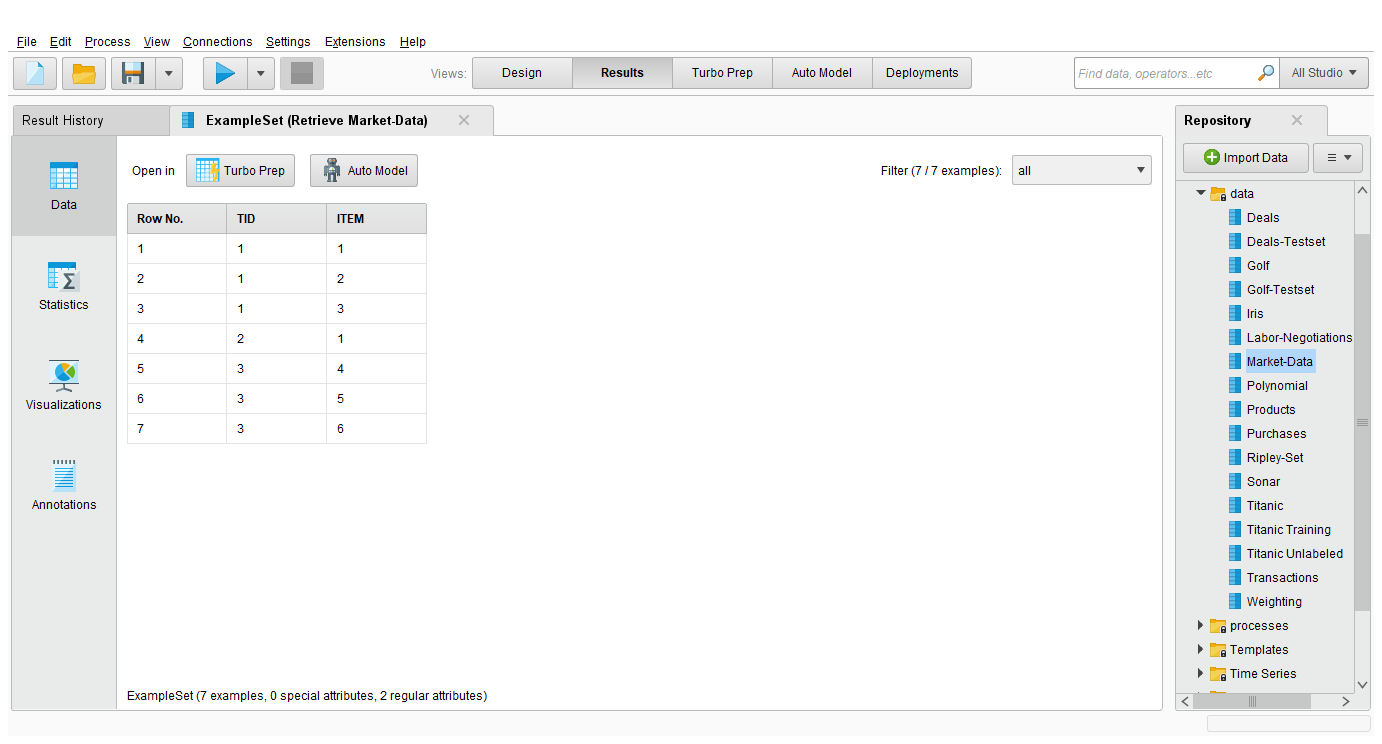 File Edit Process View Connections Settings Extensions Help
Views: Design Results Turbo Prep Auto Model Deployments Find data, operators...etc All Studio
Result History ExampleSet (Retrieve Market-Data)
Open in Turbo Prep Auto Model Filter (7 / 7 examples): all
Data
Statistics
Visualizations
Annotations
Row No. TID ITEM
1 1 1
2 1 2
3 1 3
4 2 1
5 3 4
6 3 5
7 3 6
ExampleSet (7 examples, 0 special attributes, 2 regular attributes)
Repository
Import Data
data
Deals
Deals-Testset
Golf
Golf-Testset
Iris
Labor-Negotiations
Market-Data
Polynomial
Products
Purchases
Ripley-Set
Sonar
Titanic
Titanic Training
Titanic Unlabeled
Transactions
Weighting
processes
Templates
Time Series